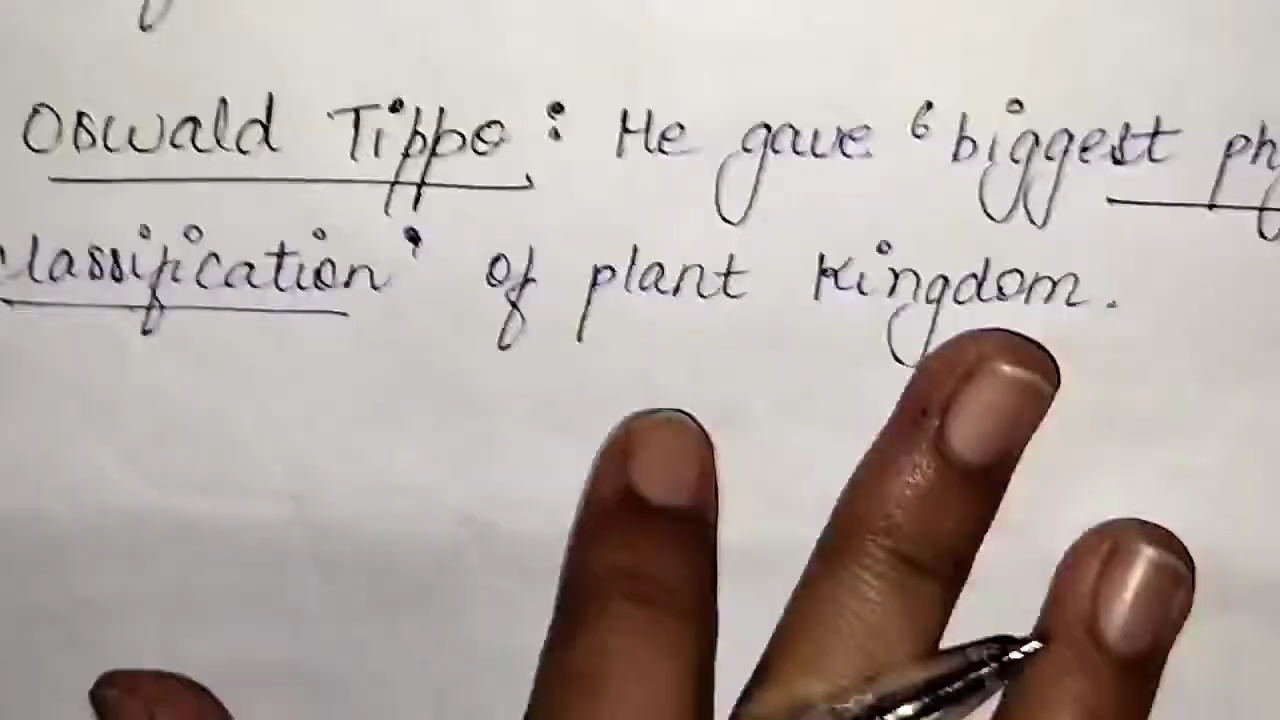 Oswald Tippo : He gave ‘biggest
classification’ of plant kingdom.